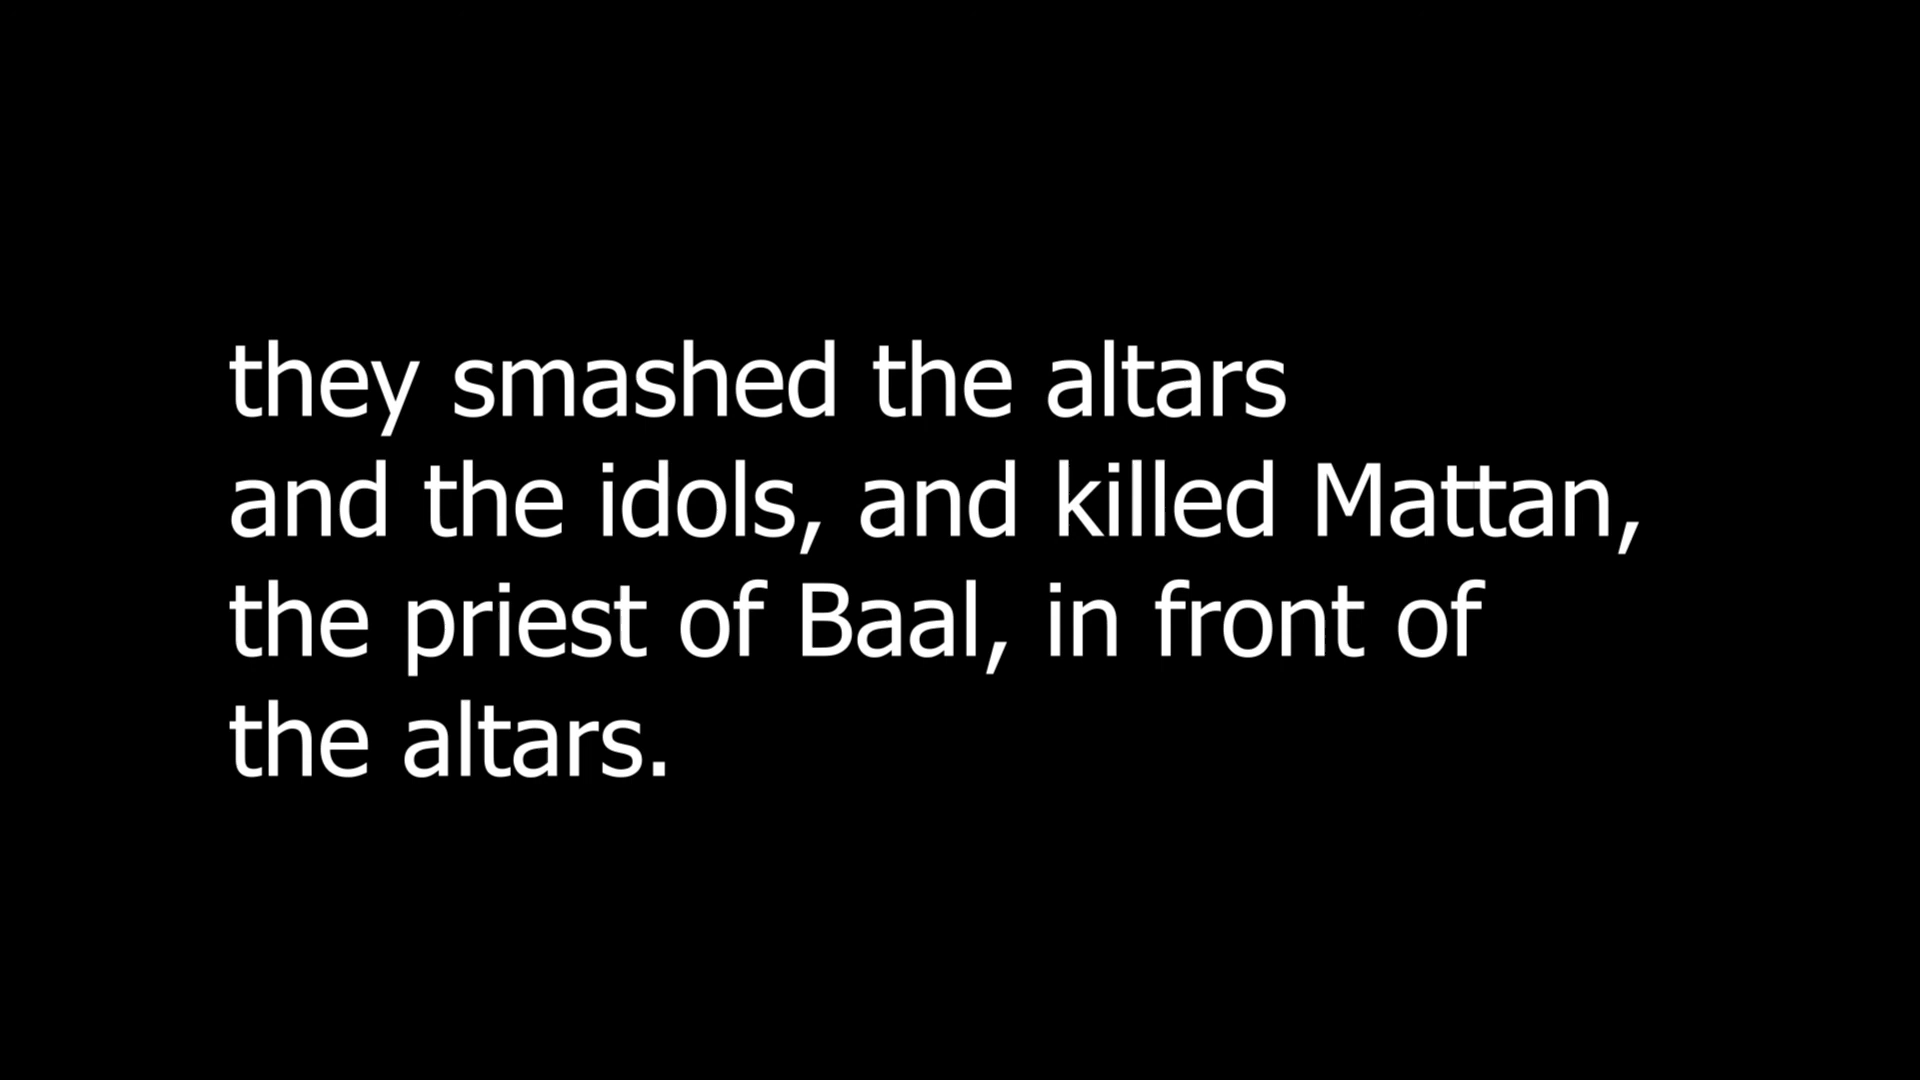 they smashed the altars
and the idols, and killed Mattan,
the priest of Baal, in front of
the altars.